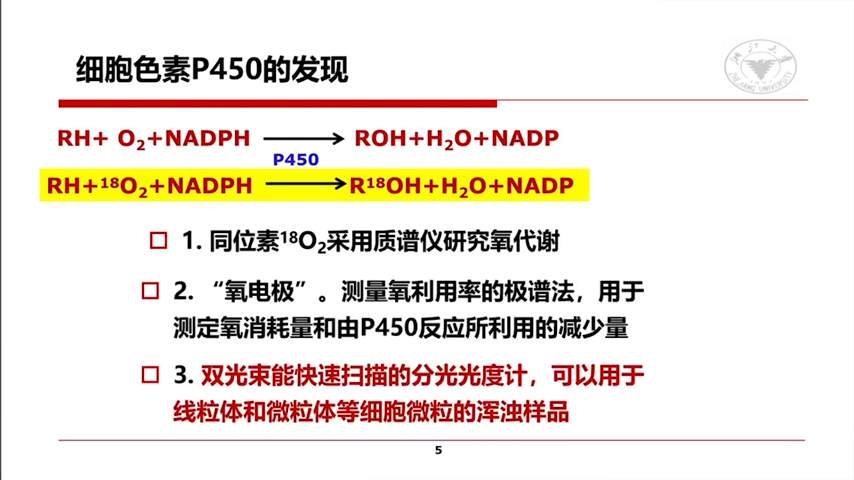 细胞色素P450的发现
RH+ O₂+NADPH ⟶ ROH+H₂O+NADP
P450
RH+¹⁸O₂+NADPH ⟶ R¹⁸OH+H₂O+NADP
1. 同位素¹⁸O₂采用质谱仪研究氧代谢
2. “氧电极”。测量氧利用率的极谱法，用于
测定氧消耗量和由P450反应所利用的减少量
3. 双光束能快速扫描的分光光度计，可以用于
线粒体和微粒体等细胞微粒的浑浊样品
5
ZHEJIANG UNIVERSITY